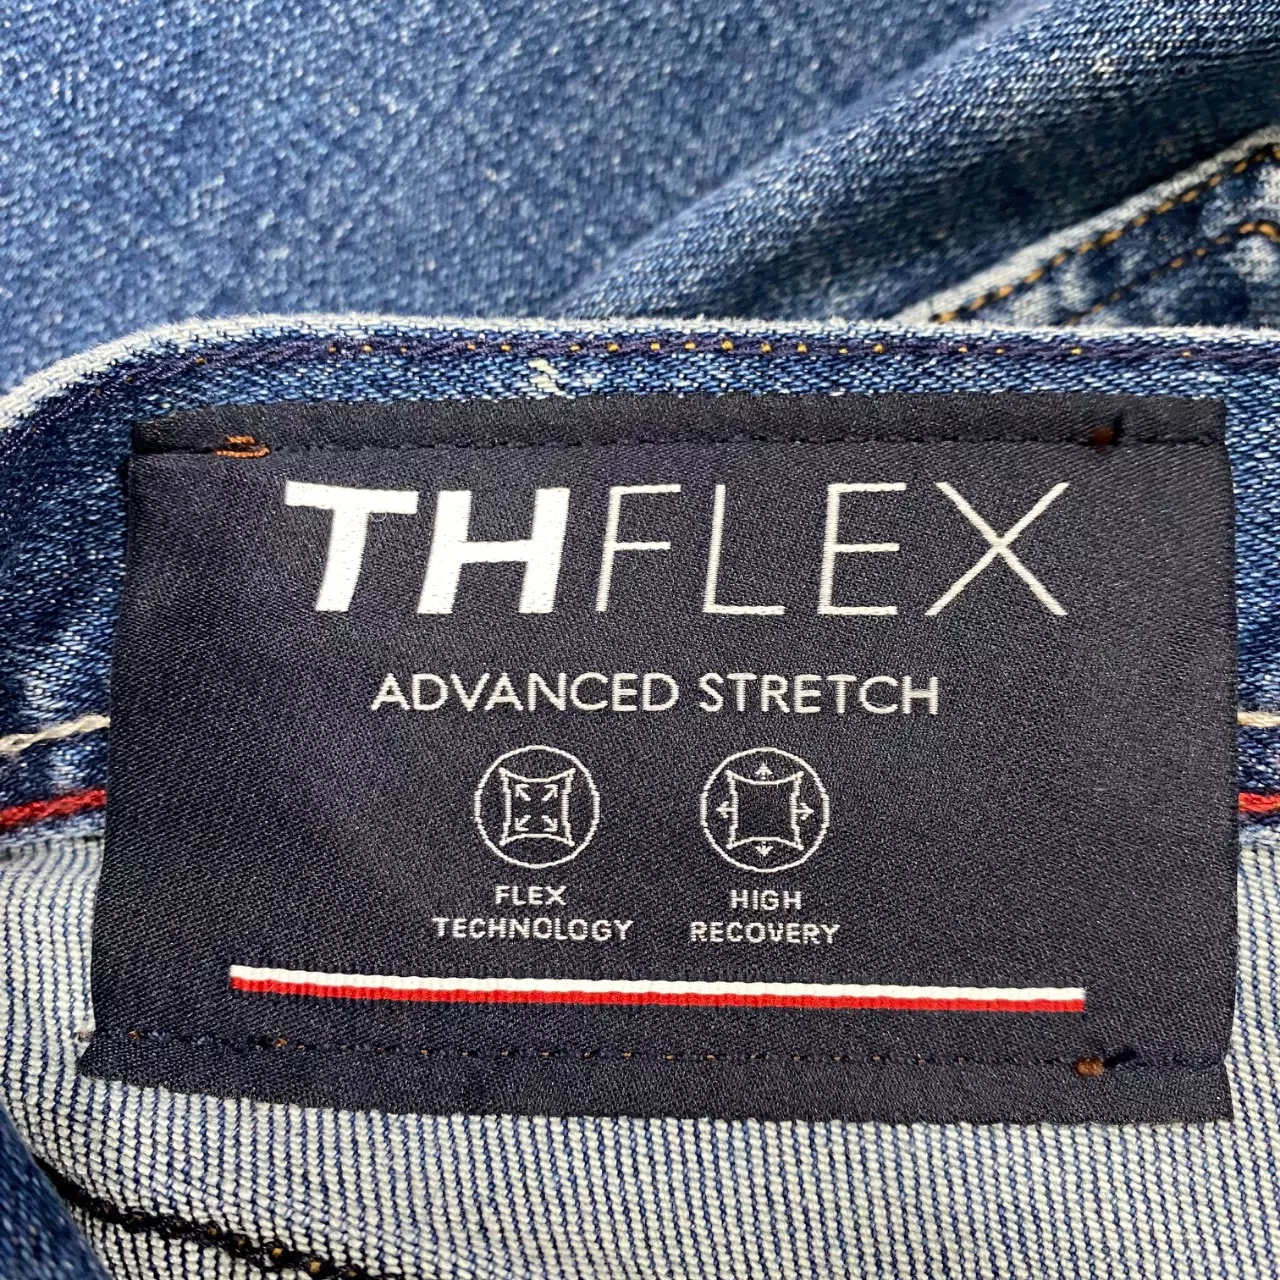 THFLEX
ADVANCED STRETCH
FLEX
TECHNOLOGY
HIGH
RECOVERY